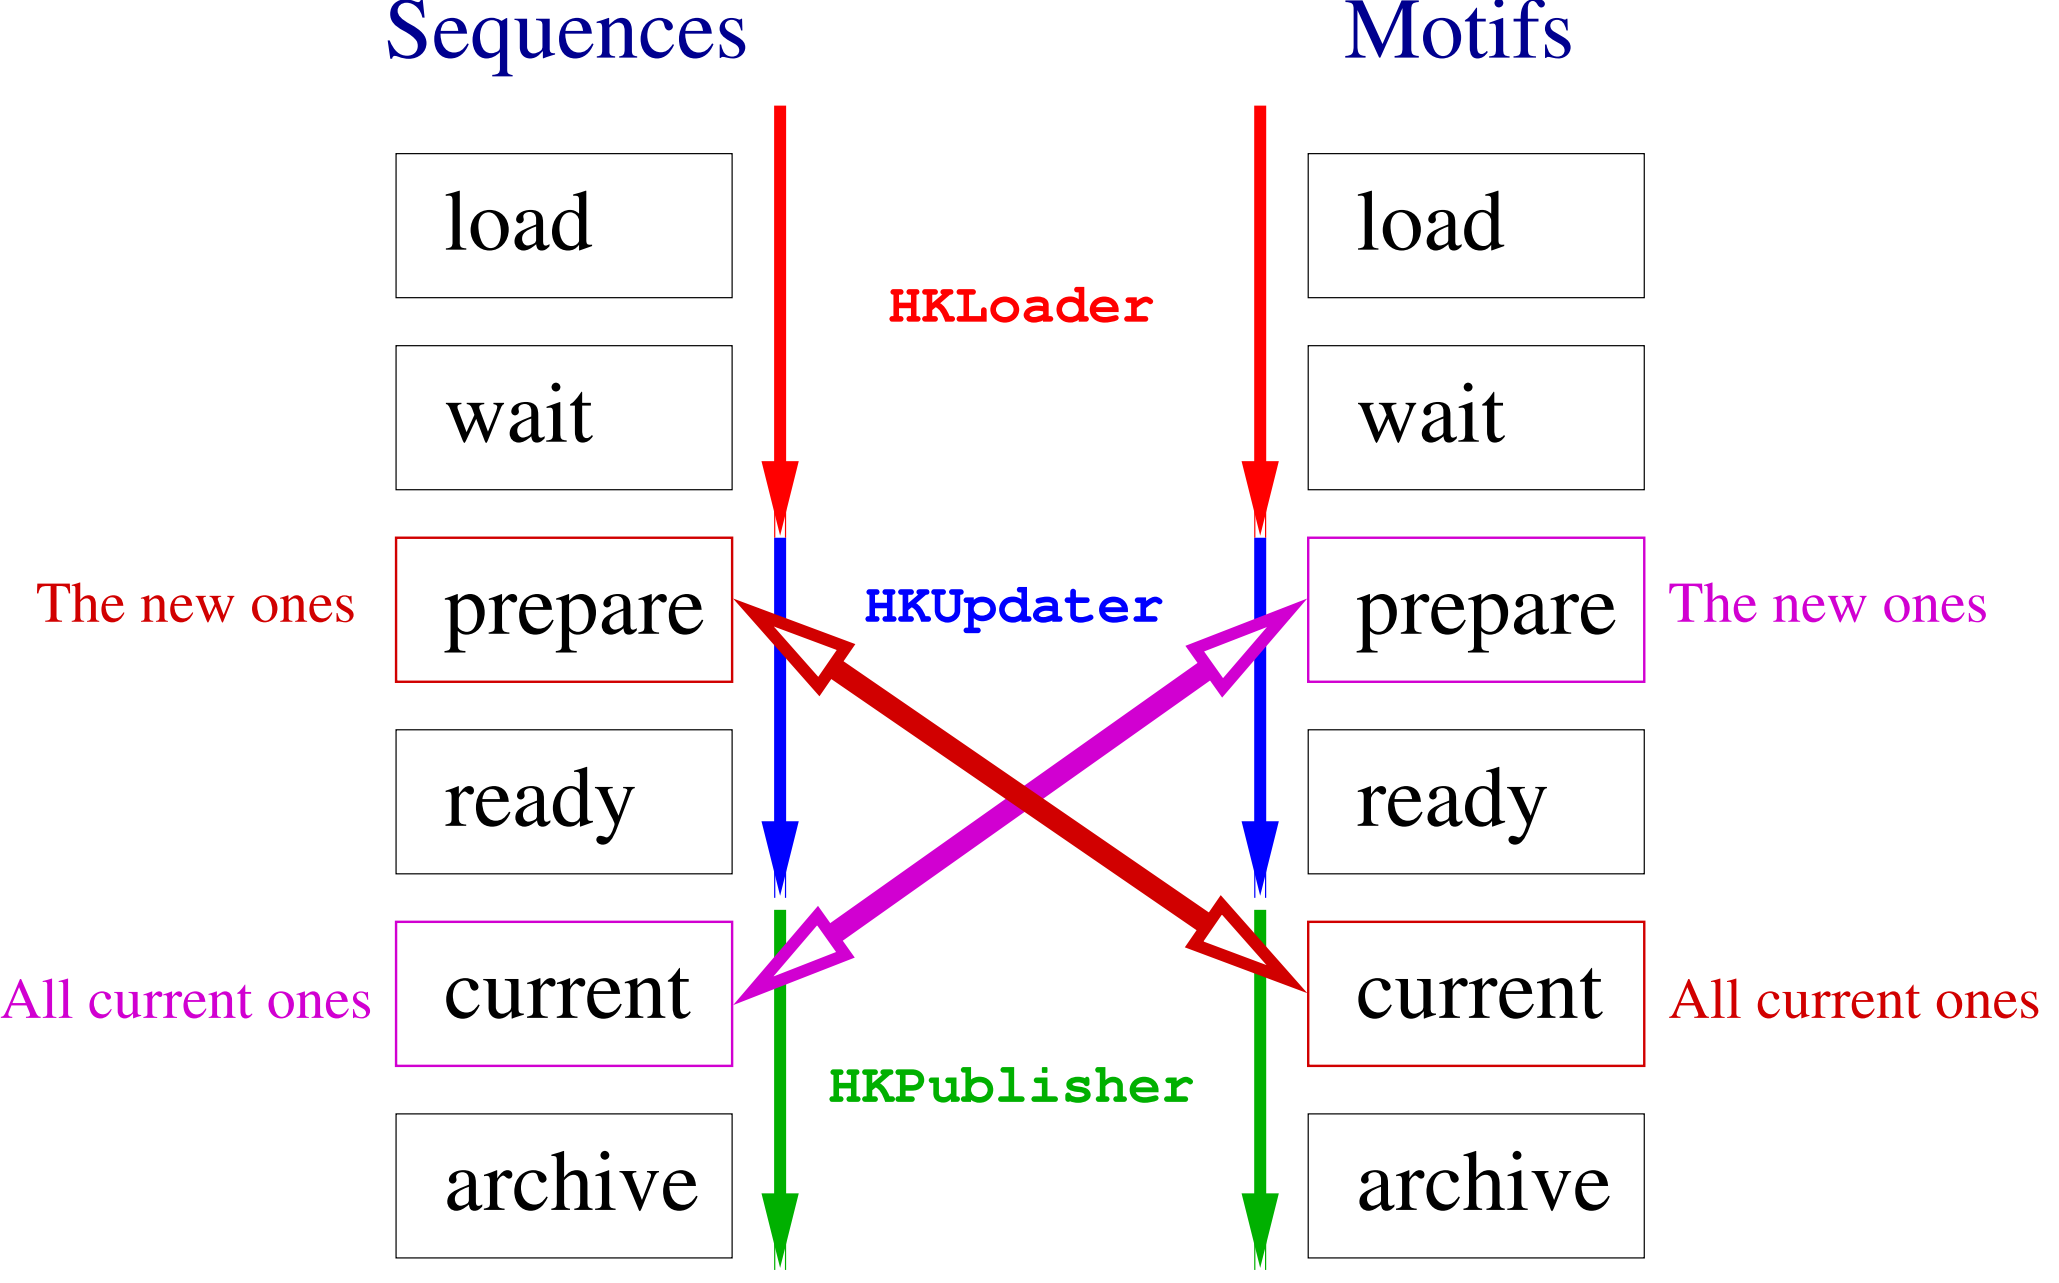 Sequences
Motifs
load
load
HKLoader
wait
wait
The new ones
prepare
HKUpdater
prepare
The new ones
ready
ready
All current ones
current
current
All current ones
HKPublisher
archive
archive